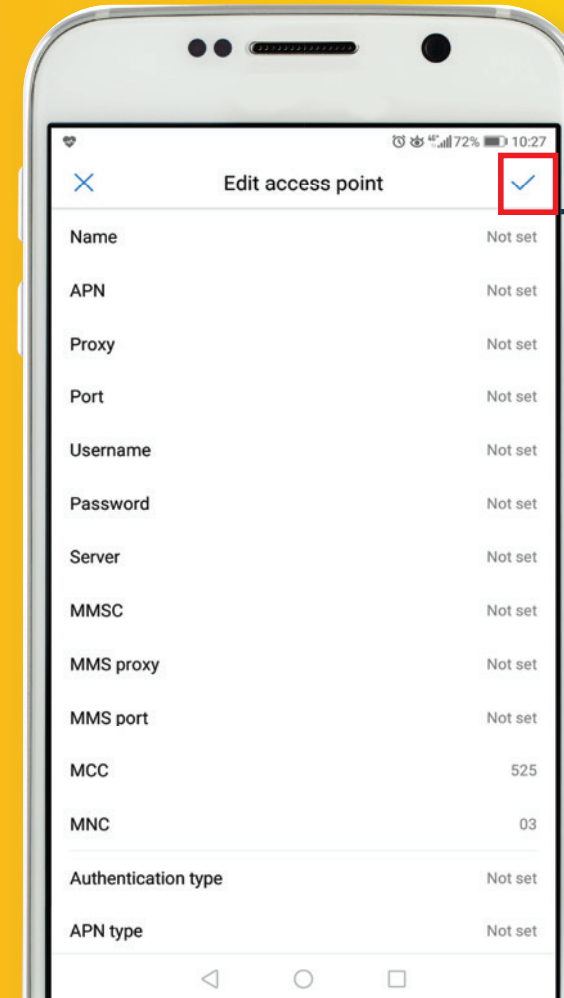 4G 72% 10:27
Edit access point
Name Not set
APN Not set
Proxy Not set
Port Not set
Username Not set
Password Not set
Server Not set
MMSC Not set
MMS proxy Not set
MMS port Not set
MCC 525
MNC 03
Authentication type Not set
APN type Not set